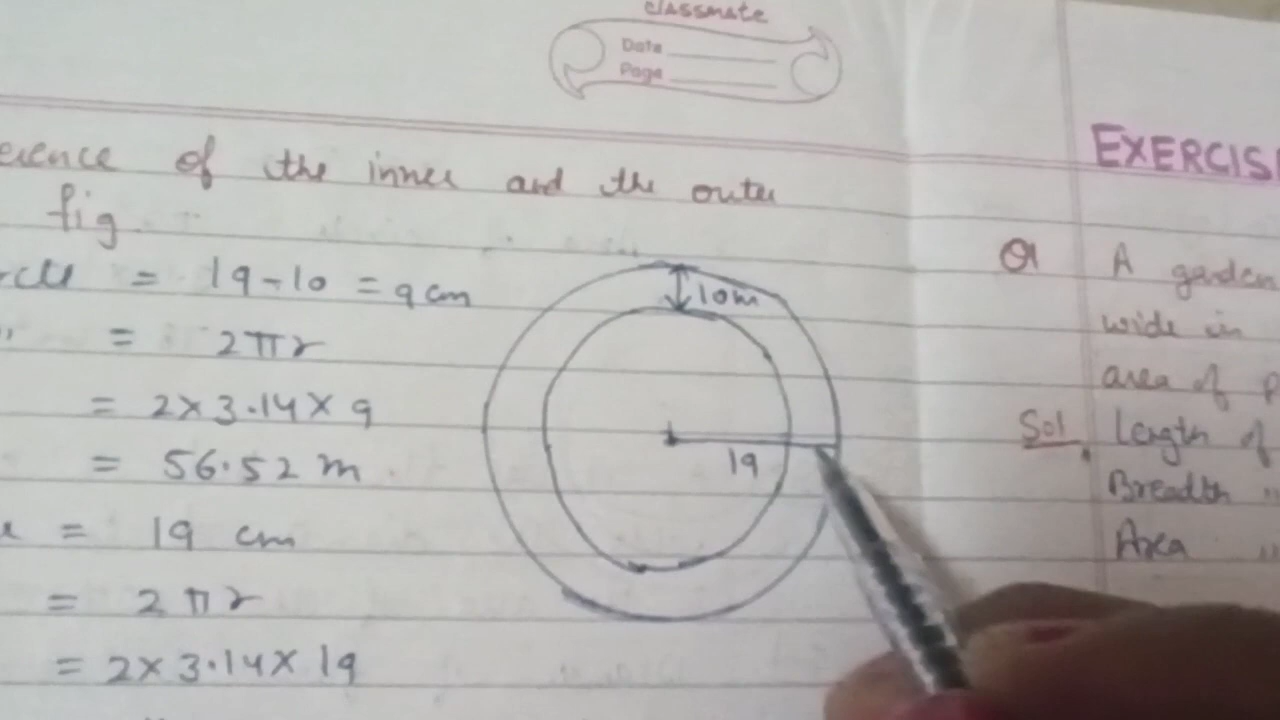 classmate
Date
Page
erence of the inner and the outer
fig
= 19-10 = 9 cm
" = 2πr
= 2×3.14×9
= 56.52 m
= 19 cm
= 2πr
= 2×3.14×19
10m
19
EXERCIS
Q1 A garden
wide in
area of P
Sol. Length of
Breadth "
Area "